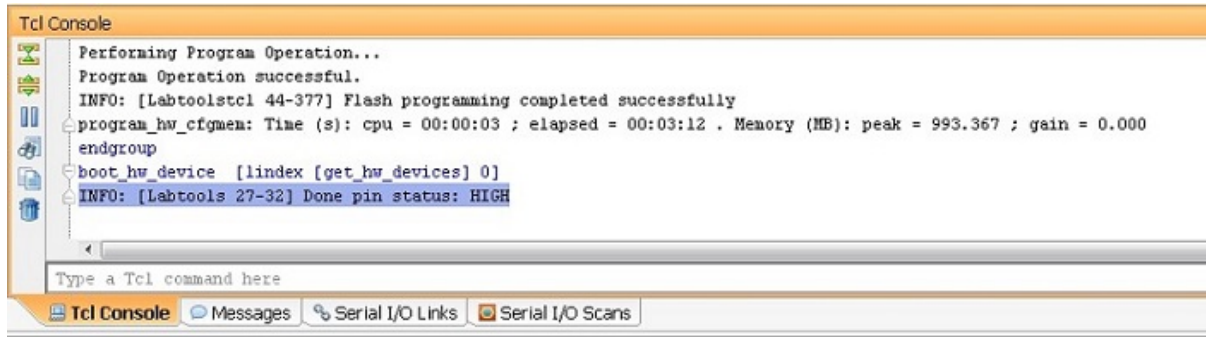 Tcl Console
Performing Program Operation...
Program Operation successful.
INFO: [Labtoolstcl 44-377] Flash programming completed successfully
program_hw_cfgmem: Time (s): cpu = 00:00:03 ; elapsed = 00:03:12 . Memory (MB): peak = 993.367 ; gain = 0.000
endgroup
boot_hw_device  [lindex [get_hw_devices] 0]
INFO: [Labtools 27-32] Done pin status: HIGH
Type a Tcl command here
Tcl Console Messages Serial I/O Links Serial I/O Scans